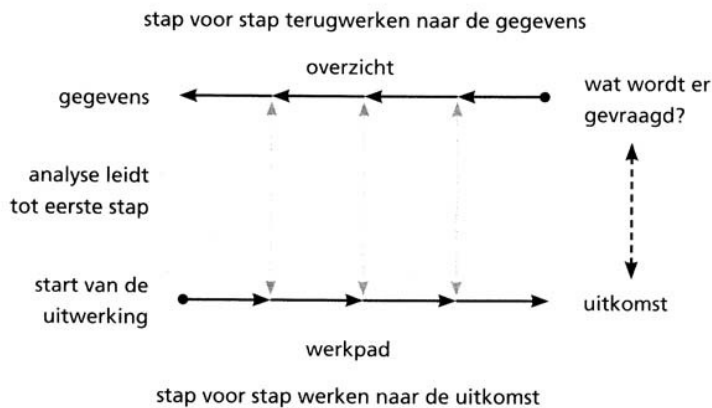 stap voor stap terugwerken naar de gegevens
overzicht
gegevens
wat wordt er
gevraagd?
analyse leidt
tot eerste stap
start van de
uitwerking
uitkomst
werkpad
stap voor stap werken naar de uitkomst